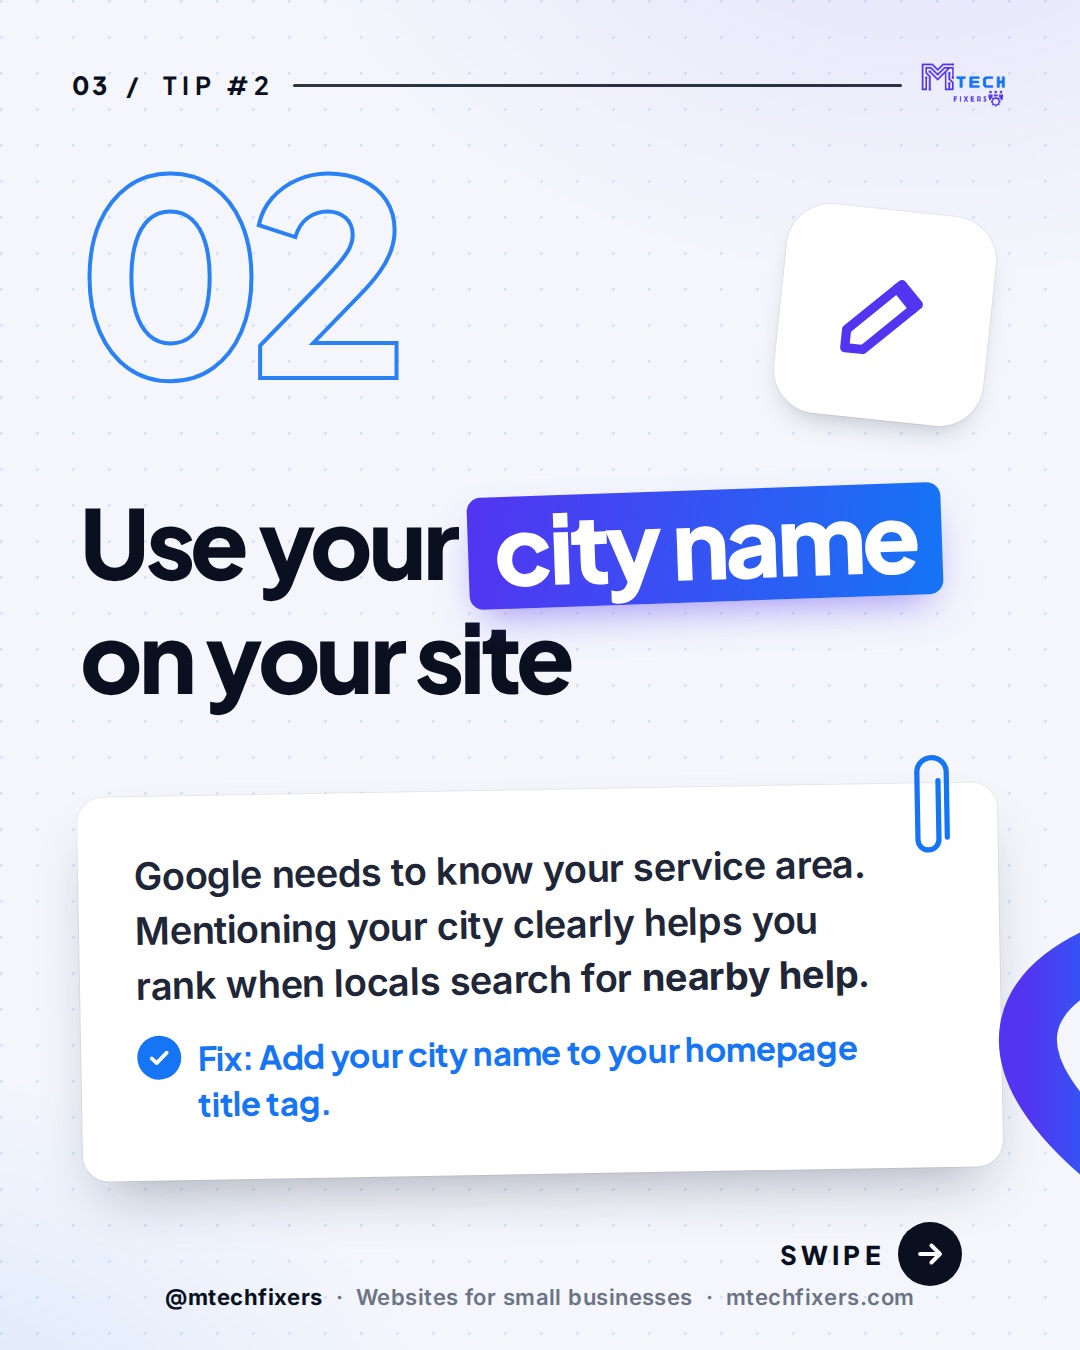 03 / TIP #2
MTECH
FIXERS
02
Use your city name
on your site
Google needs to know your service area.
Mentioning your city clearly helps you
rank when locals search for nearby help.
Fix: Add your city name to your homepage
title tag.
SWIPE
@mtechfixers · Websites for small businesses · mtechfixers.com